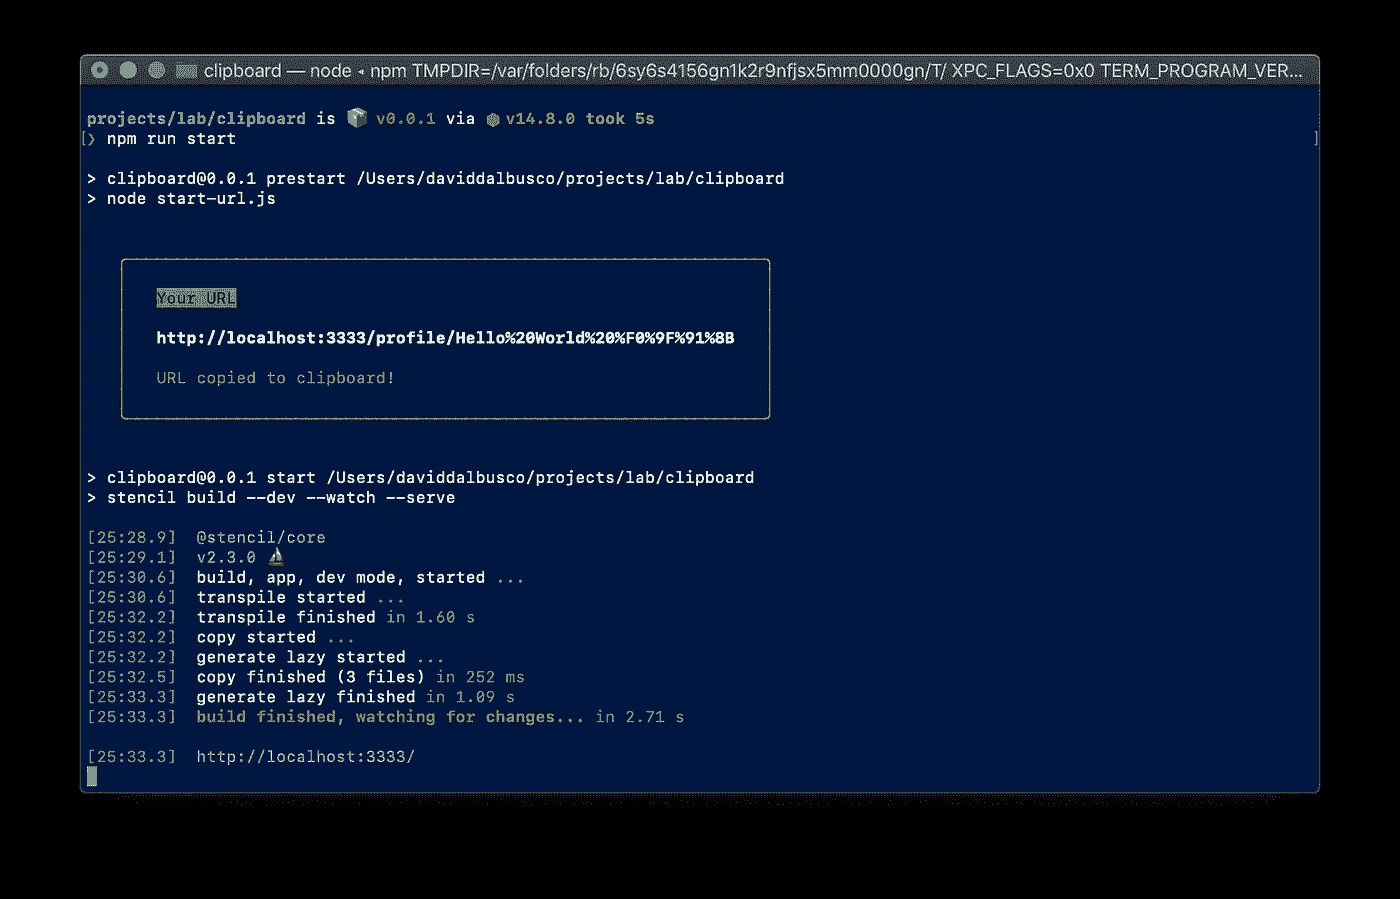 clipboard — node ◂ npm TMPDIR=/var/folders/rb/6sy6s4156gn1k2r9nfjsx5mm0000gn/T/ XPC_FLAGS=0x0 TERM_PROGRAM_VER...
projects/lab/clipboard is 📦 v0.0.1 via ⬢ v14.8.0 took 5s
[❯ npm run start ]
> clipboard@0.0.1 prestart /Users/daviddalbusco/projects/lab/clipboard
> node start-url.js
Your URL
http://localhost:3333/profile/Hello%20World%20%F0%9F%91%8B
URL copied to clipboard!
> clipboard@0.0.1 start /Users/daviddalbusco/projects/lab/clipboard
> stencil build --dev --watch --serve
[25:28.9]  @stencil/core
[25:29.1]  v2.3.0 ⛵
[25:30.6]  build, app, dev mode, started ...
[25:30.6]  transpile started ...
[25:32.2]  transpile finished in 1.60 s
[25:32.2]  copy started ...
[25:32.2]  generate lazy started ...
[25:32.5]  copy finished (3 files) in 252 ms
[25:33.3]  generate lazy finished in 1.09 s
[25:33.3]  build finished, watching for changes... in 2.71 s
[25:33.3]  http://localhost:3333/